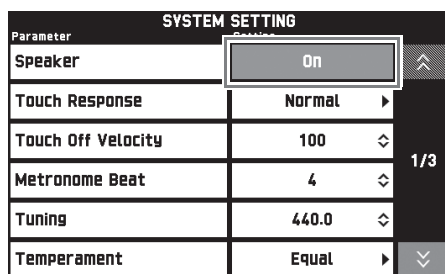 SYSTEM SETTING
Parameter
Speaker On
Touch Response Normal
Touch Off Velocity 100
1/3
Metronome Beat 4
Tuning 440.0
Temperament Equal